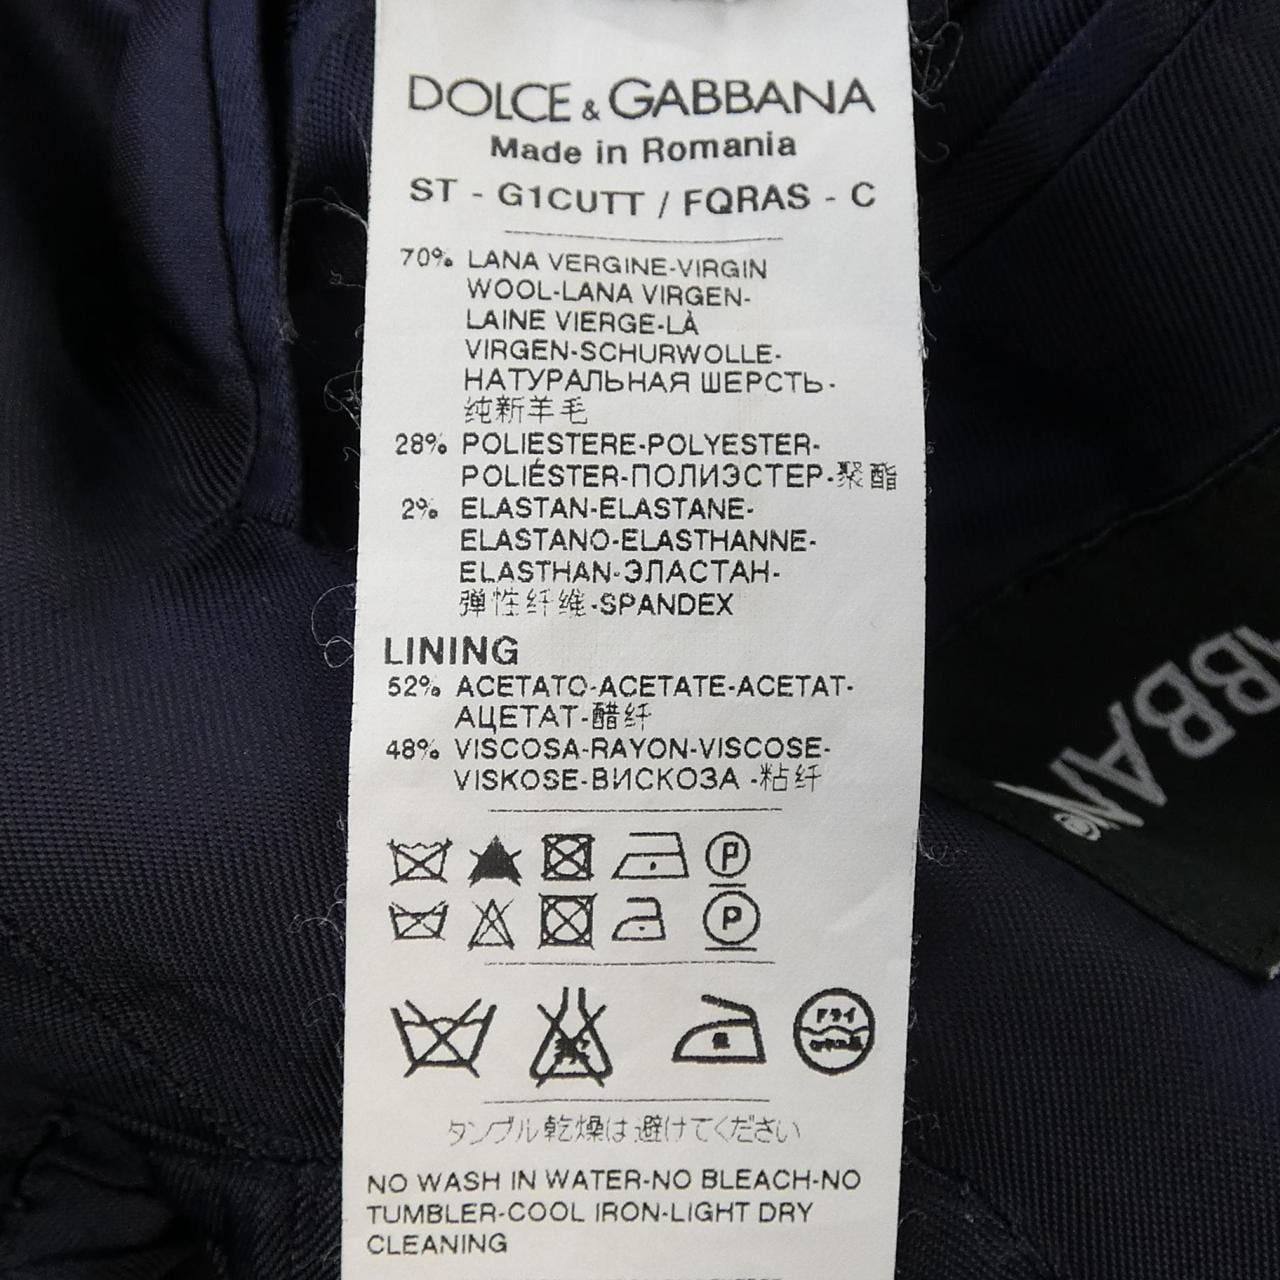 DOLCE & GABBANA
Made in Romania
ST - G1CUTT / FQRAS - C
70% LANA VERGINE-VIRGIN
WOOL-LANA VIRGEN-
LAINE VIERGE-LÀ
VIRGEN-SCHURWOLLE-
НАТУРАЛЬНАЯ ШЕРСТЬ-
纯新羊毛
28% POLIESTERE-POLYESTER-
POLIÉSTER-ПОЛИЭСТЕР-聚酯
2% ELASTAN-ELASTANE-
ELASTANO-ELASTHANNE-
ELASTHAN-ЭЛАСТАН-
弹性纤维-SPANDEX
LINING
52% ACETATO-ACETATE-ACETAT-
АЦЕТАТ-醋纤
48% VISCOSA-RAYON-VISCOSE-
VISKOSE-ВИСКОЗА -粘纤
P
P
ドライ
タンブル乾燥は避けてください
NO WASH IN WATER-NO BLEACH-NO
TUMBLER-COOL IRON-LIGHT DRY
CLEANING
ABBAN